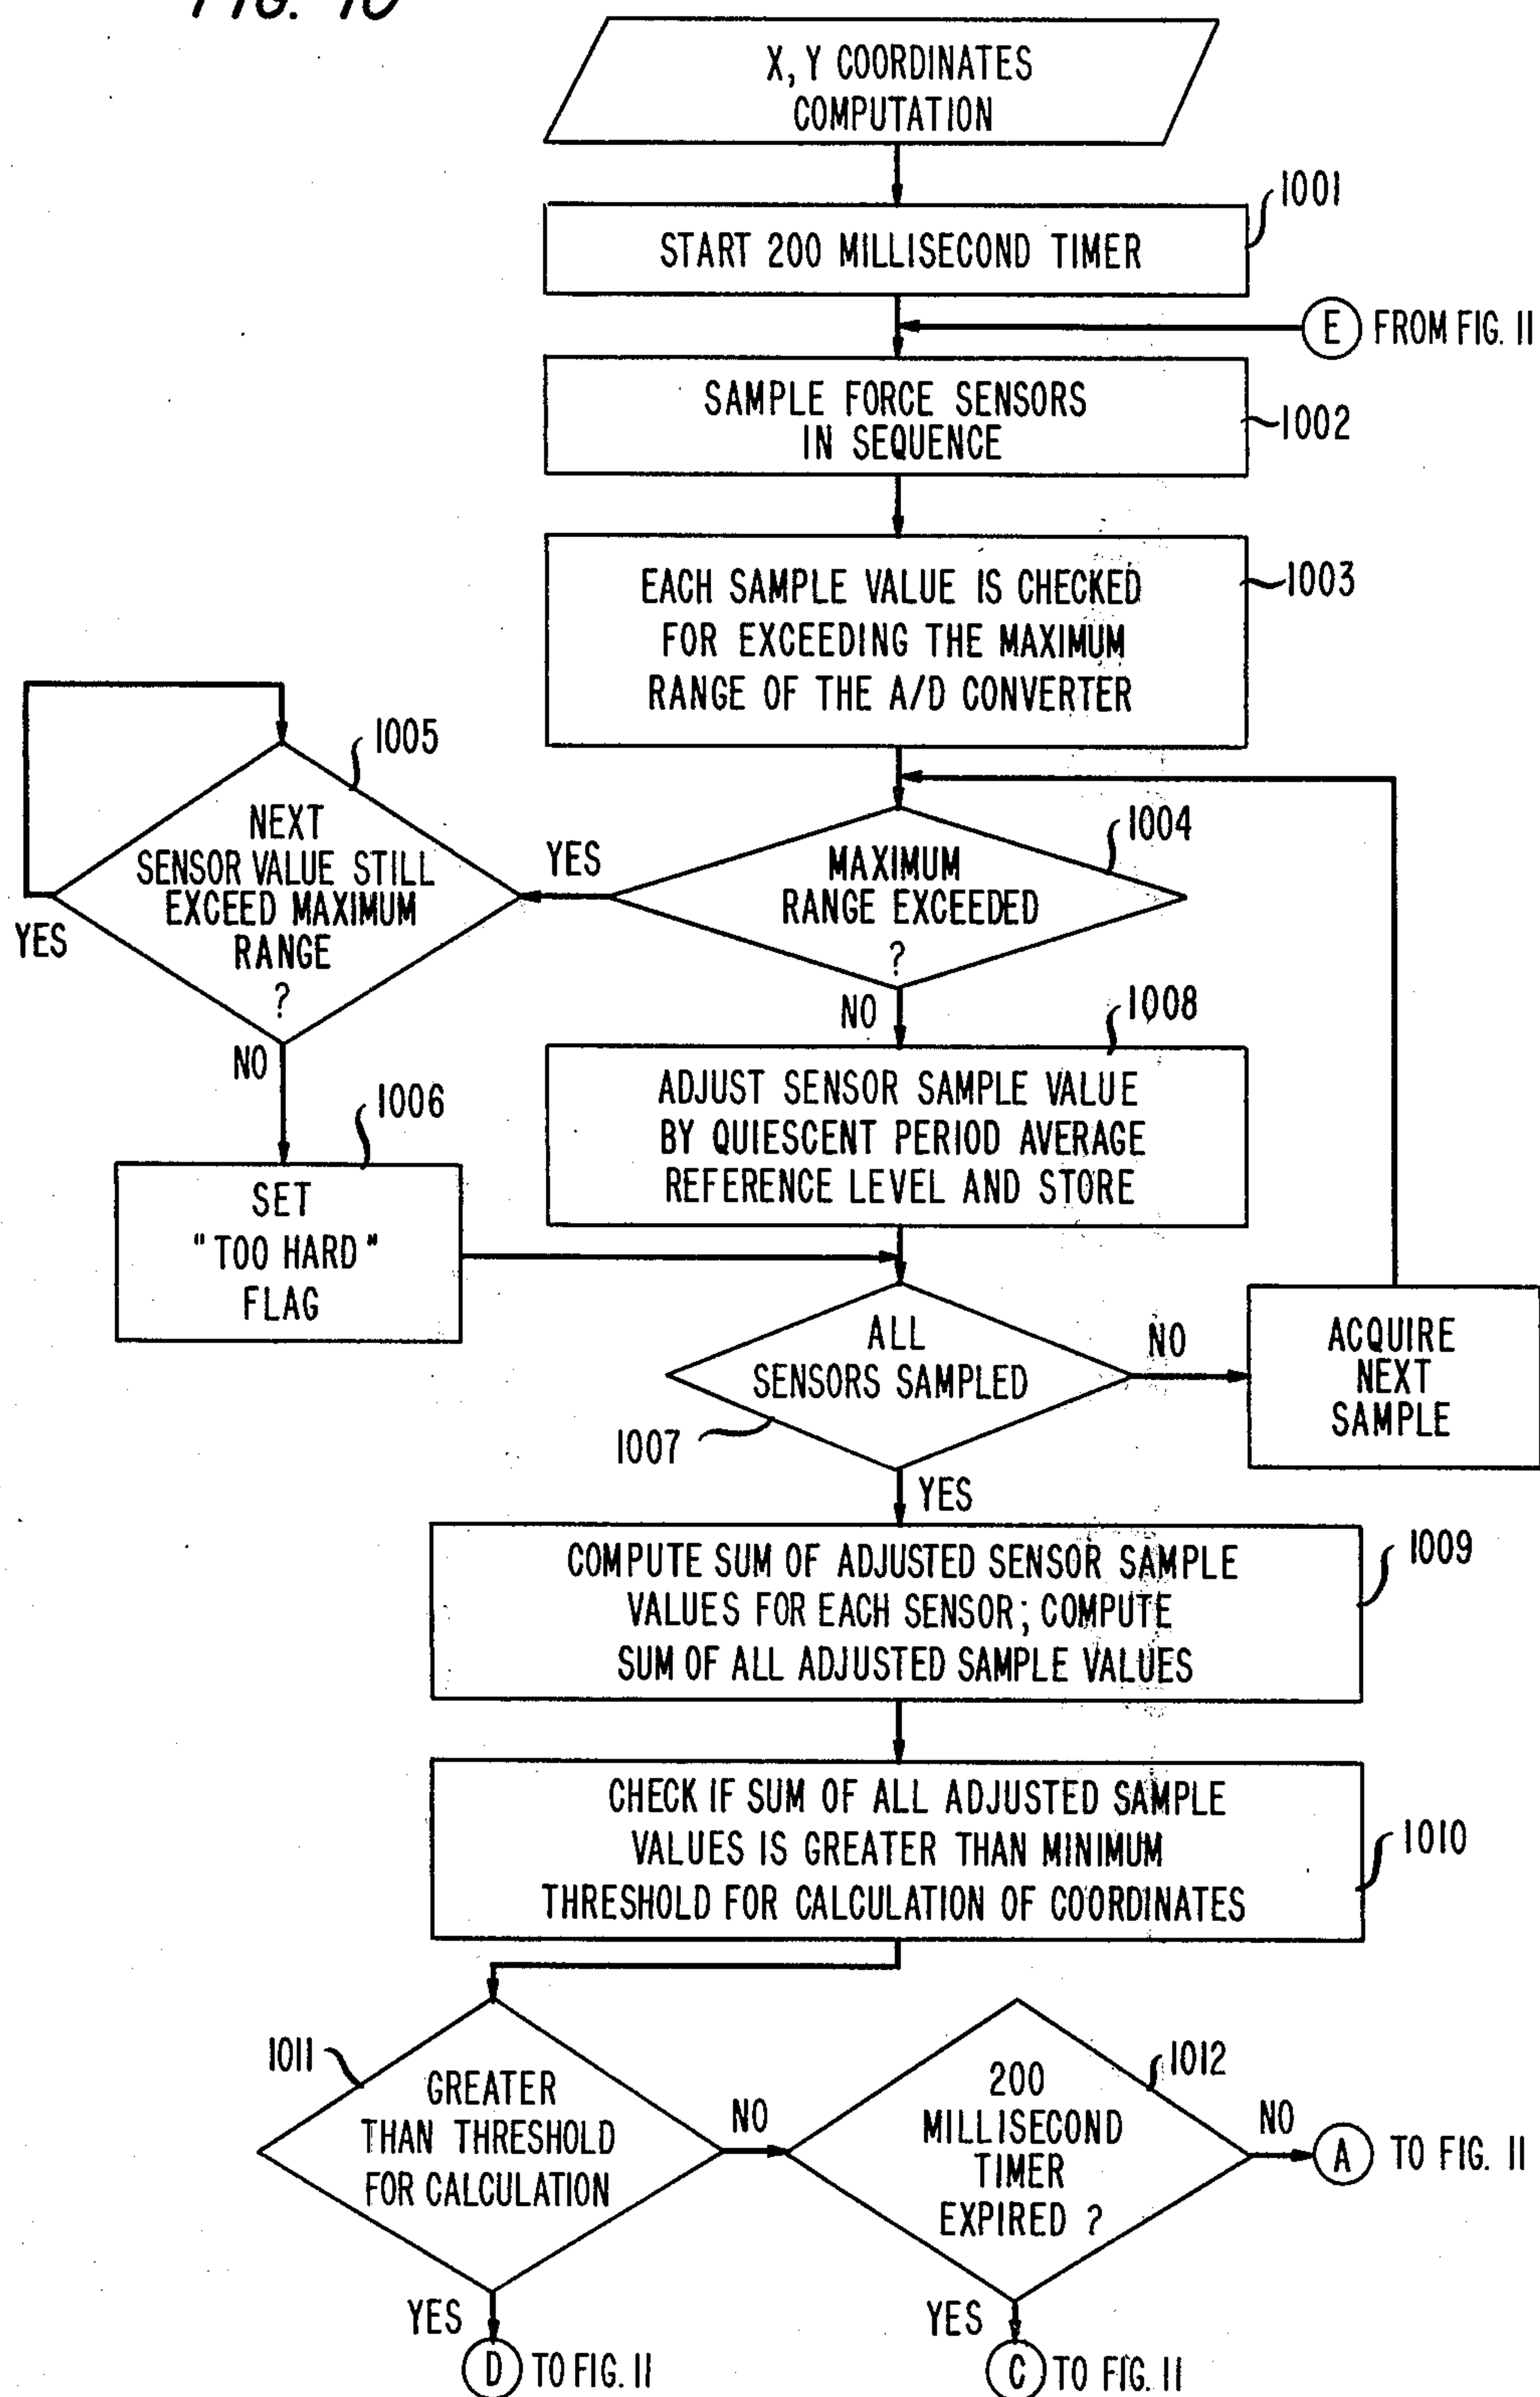 FIG. 10
X, Y COORDINATES
COMPUTATION
1001
START 200 MILLISECOND TIMER
E FROM FIG. 11
SAMPLE FORCE SENSORS
IN SEQUENCE
1002
EACH SAMPLE VALUE IS CHECKED
FOR EXCEEDING THE MAXIMUM
RANGE OF THE A/D CONVERTER
1003
1005
NEXT
SENSOR VALUE STILL
EXCEED MAXIMUM
RANGE
?
YES
NO
YES
1004
MAXIMUM
RANGE EXCEEDED
?
NO
1008
ADJUST SENSOR SAMPLE VALUE
BY QUIESCENT PERIOD AVERAGE
REFERENCE LEVEL AND STORE
1006
SET
"TOO HARD"
FLAG
ALL
SENSORS SAMPLED
1007
NO
ACQUIRE
NEXT
SAMPLE
YES
COMPUTE SUM OF ADJUSTED SENSOR SAMPLE
VALUES FOR EACH SENSOR; COMPUTE
SUM OF ALL ADJUSTED SAMPLE VALUES
1009
CHECK IF SUM OF ALL ADJUSTED SAMPLE
VALUES IS GREATER THAN MINIMUM
THRESHOLD FOR CALCULATION OF COORDINATES
1010
1011
GREATER
THAN THRESHOLD
FOR CALCULATION
NO
1012
200
MILLISECOND
TIMER
EXPIRED ?
NO
A TO FIG. 11
YES
D TO FIG. 11
YES
C TO FIG. 11